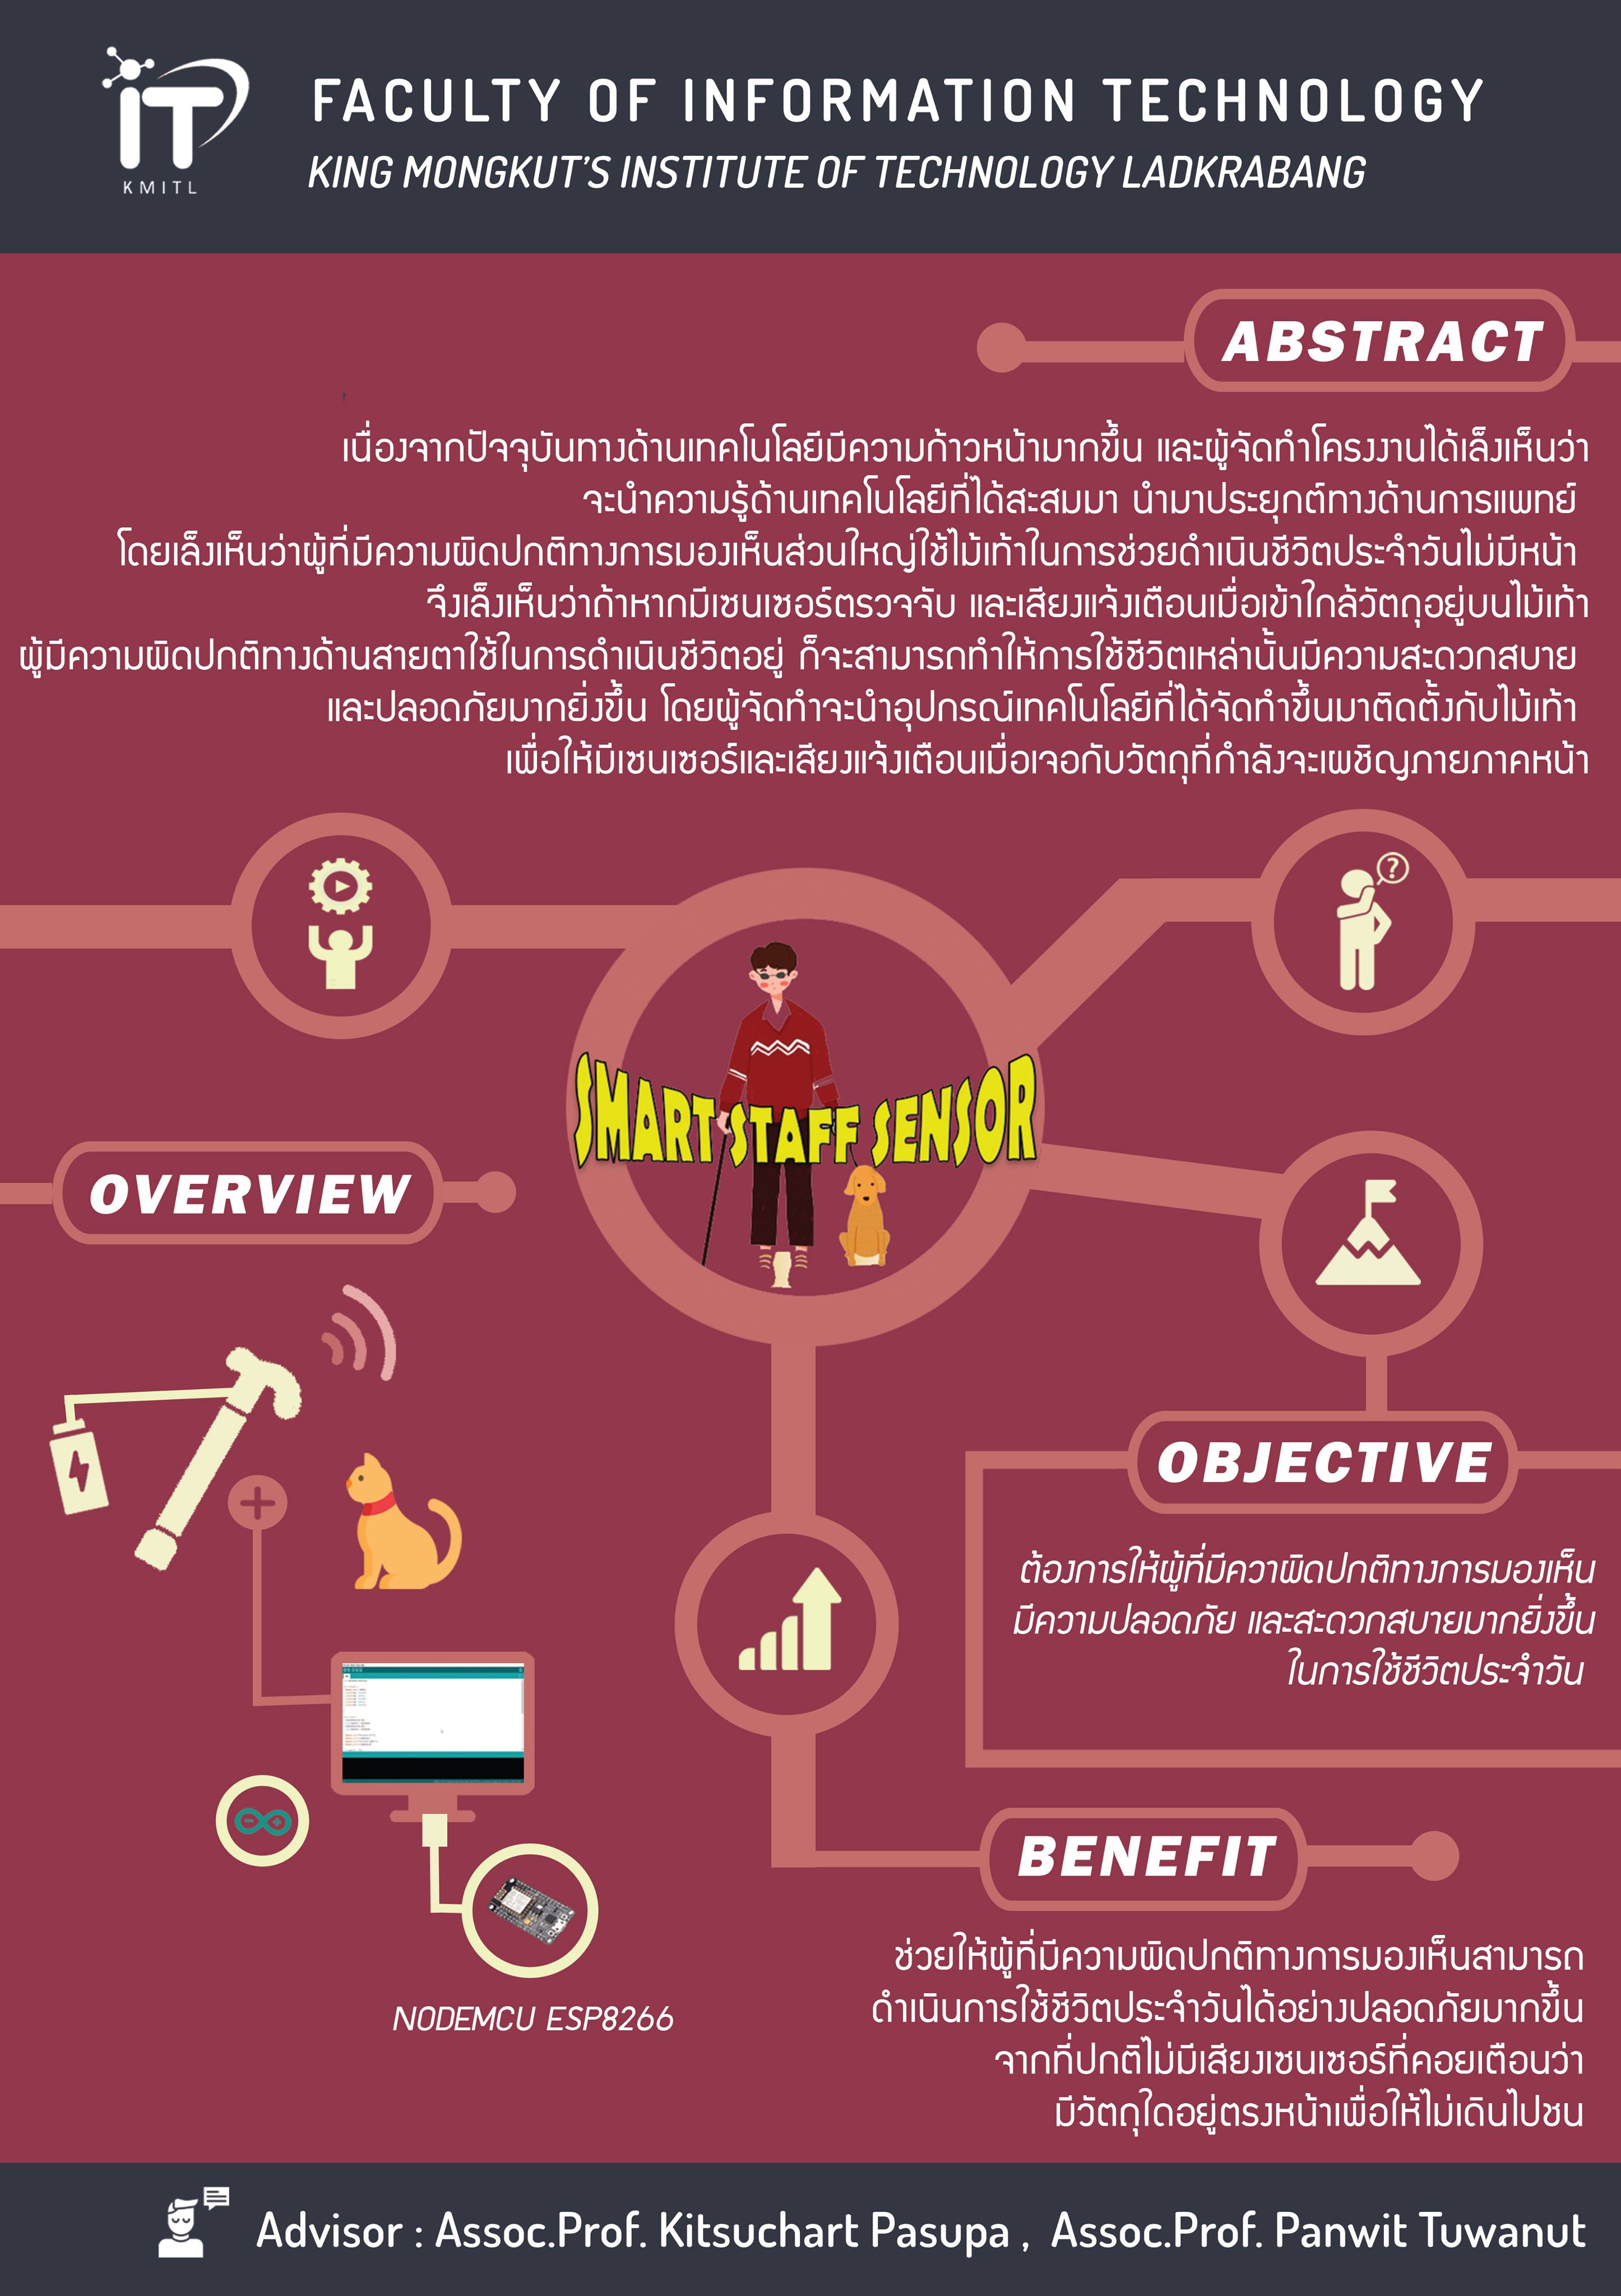 iT
KMITL
FACULTY OF INFORMATION TECHNOLOGY
KING MONGKUT'S INSTITUTE OF TECHNOLOGY LADKRABANG
ABSTRACT
เนื่องจากปัจจุบันทางด้านเทคโนโลยีมีความก้าวหน้ามากขึ้น และผู้จัดทำโครงงานได้เล็งเห็นว่า
จะนำความรู้ด้านเทคโนโลยีที่ได้สะสมมา นำมาประยุกต์ทางด้านการแพทย์
โดยเล็งเห็นว่าผู้ที่มีความผิดปกติทางการมองเห็นส่วนใหญ่ใช้ไม้เท้าในการช่วยดำเนินชีวิตประจำวันไม่มีหน้า
จึงเล็งเห็นว่าถ้าหากมีเซนเซอร์ตรวจจับ และเสียงแจ้งเตือนเมื่อเข้าใกล้วัตถุอยู่บนไม้เท้า
ผู้มีความผิดปกติทางด้านสายตาใช้ในการดำเนินชีวิตอยู่ ก็จะสามารถทำให้การใช้ชีวิตเหล่านั้นมีความสะดวกสบาย
และปลอดภัยมากยิ่งขึ้น โดยผู้จัดทำจะนำอุปกรณ์เทคโนโลยีที่ได้จัดทำขึ้นมาติดตั้งกับไม้เท้า
เพื่อให้มีเซนเซอร์และเสียงแจ้งเตือนเมื่อเจอกับวัตถุที่กำลังจะเผชิญภายภาคหน้า
SMART STAFF SENSOR
OVERVIEW
OBJECTIVE
ต้องการให้ผู้ที่มีควาผิดปกติทางการมองเห็น
มีความปลอดภัย และสะดวกสบายมากยิ่งขึ้น
ในการใช้ชีวิตประจำวัน
NODEMCU ESP8266
BENEFIT
ช่วยให้ผู้ที่มีความผิดปกติทางการมองเห็นสามารถ
ดำเนินการใช้ชีวิตประจำวันได้อย่างปลอดภัยมากขึ้น
จากที่ปกติไม่มีเสียงเซนเซอร์ที่คอยเตือนว่า
มีวัตถุใดอยู่ตรงหน้าเพื่อให้ไม่เดินไปชน
Advisor : Assoc.Prof. Kitsuchart Pasupa , Assoc.Prof. Panwit Tuwanut